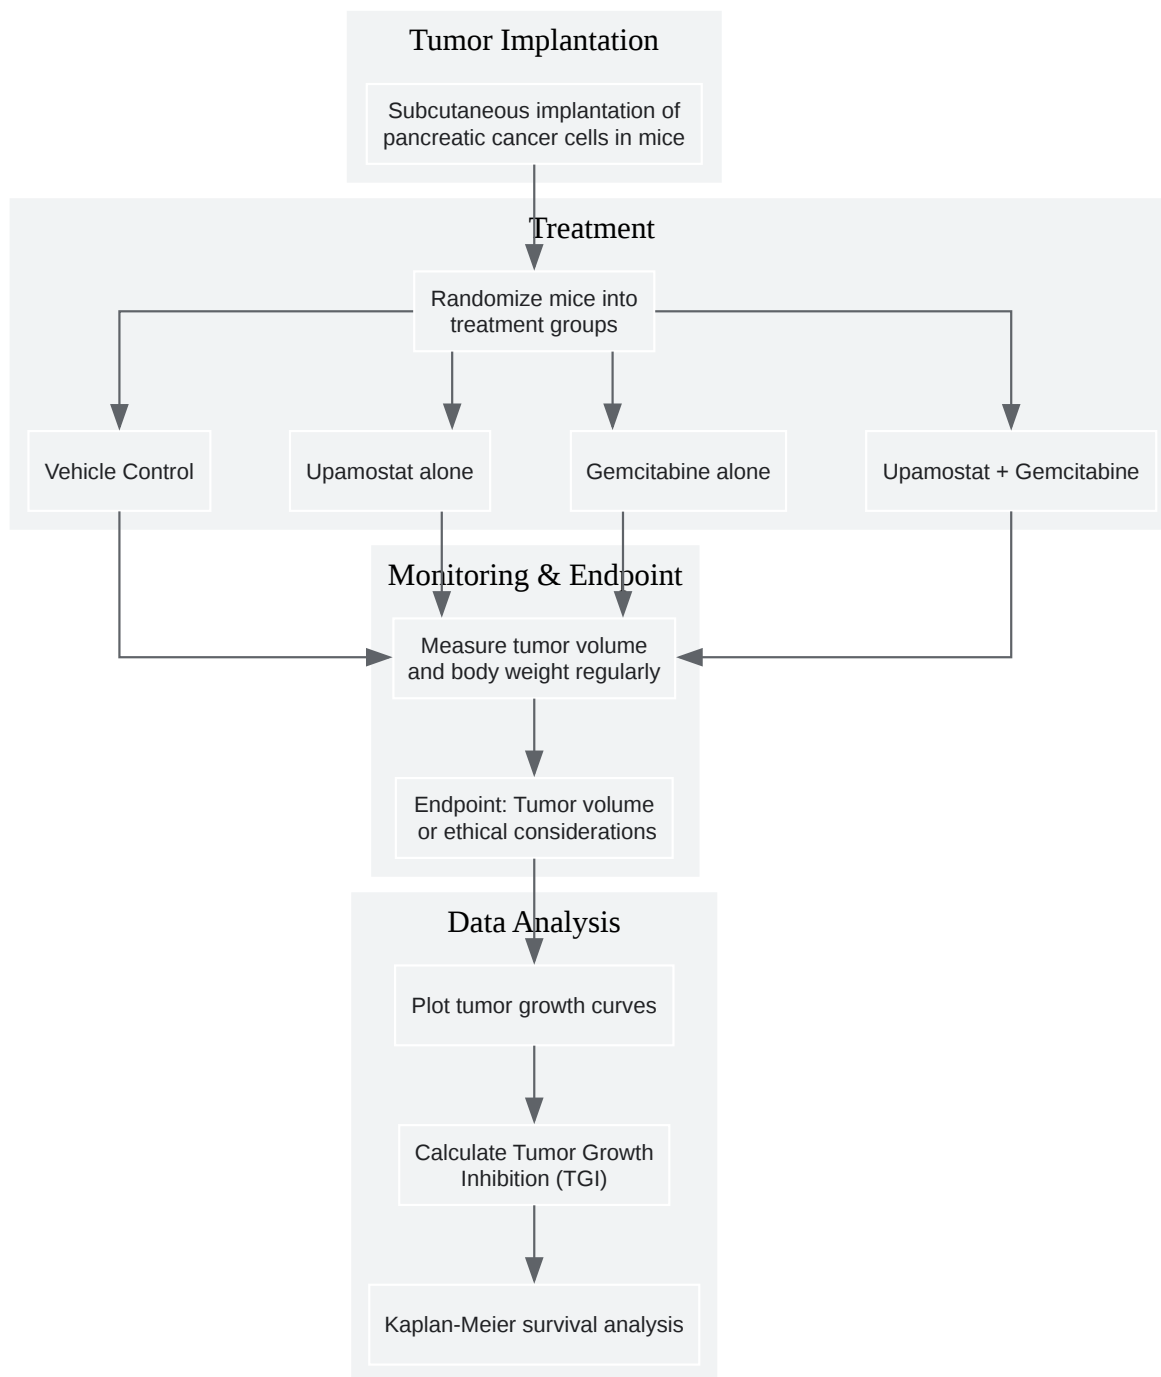 Tumor Implantation
Subcutaneous implantation of
pancreatic cancer cells in mice
Treatment
Randomize mice into
treatment groups
Vehicle Control
Upamostat alone
Gemcitabine alone
Upamostat + Gemcitabine
Monitoring & Endpoint
Measure tumor volume
and body weight regularly
Endpoint: Tumor volume
or ethical considerations
Data Analysis
Plot tumor growth curves
Calculate Tumor Growth
Inhibition (TGI)
Kaplan-Meier survival analysis